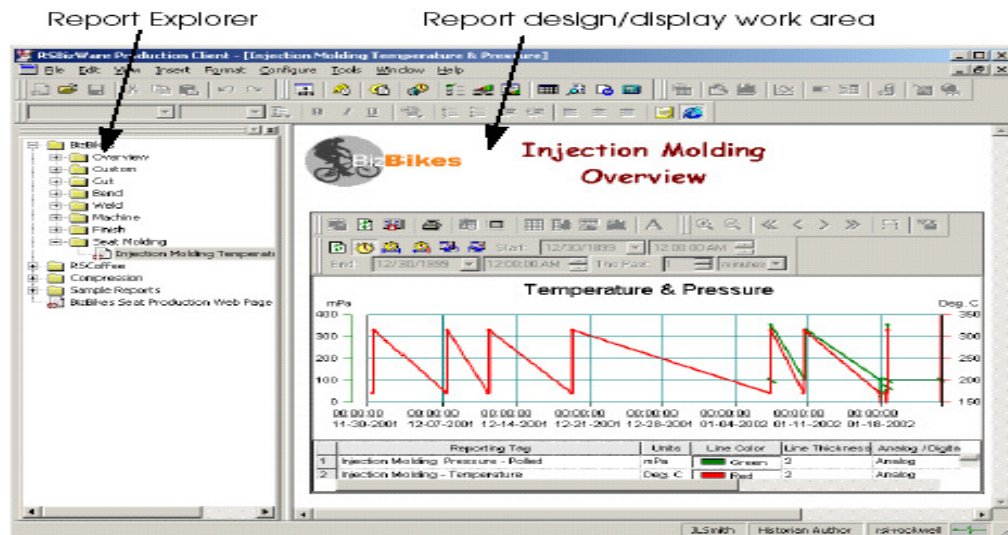 Report Explorer
Report design/display work area
RSBizWare Production Client - [Injection Molding Temperature & Pressure]
File Edit View Insert Format Configure Tools Window Help
BizBikes
Overview
Custom
Cut
Bend
Weld
Machine
Finish
Seat Molding
Injection Molding Temperati
RSCoffee
Compression
Sample Reports
BizBikes Seat Production Web Page
BizBikes
Injection Molding
Overview
Start: 12/30/1899 12:00:00 AM
End: 12/30/1899 12:00:00 AM The Past: 1 minutes
Temperature & Pressure
mPa
Deg. C
400
300
200
100
0
350
300
250
200
150
00:00:00 00:00:00 00:00:00 00:00:00 00:00:00 00:00:00 00:00:00 00:00:00
11-30-2001 12-07-2001 12-14-2001 12-21-2001 12-28-2001 01-04-2002 01-11-2002 01-18-2002
Reporting Tag Units Line Color Line Thickness Analog /Digita
1 Injection Molding Pressure - Polled mPa Green 2 Analog
2 Injection Molding - Temperature Deg. C Red 2 Analog
JLSmith Historian Author rsi-rockwell